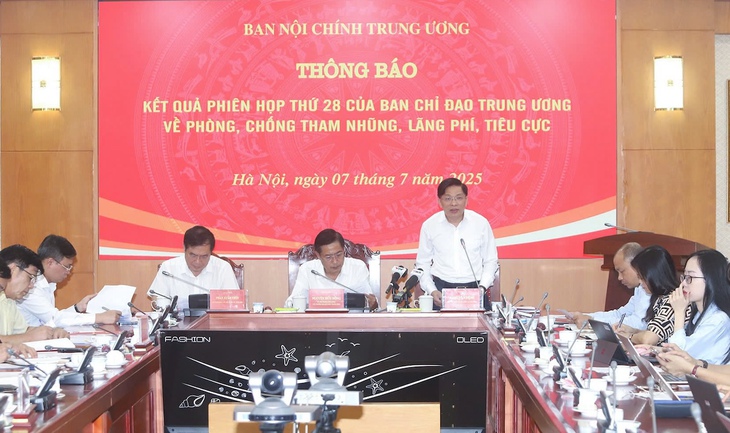 BAN NỘI CHÍNH TRUNG ƯƠNG
THÔNG BÁO
KẾT QUẢ PHIÊN HỌP THỨ 28 CỦA BAN CHỈ ĐẠO TRUNG ƯƠNG
VỀ PHÒNG, CHỐNG THAM NHŨNG, LÃNG PHÍ, TIÊU CỰC
Hà Nội, ngày 07 tháng 7 năm 2025
FASHION
OLEO